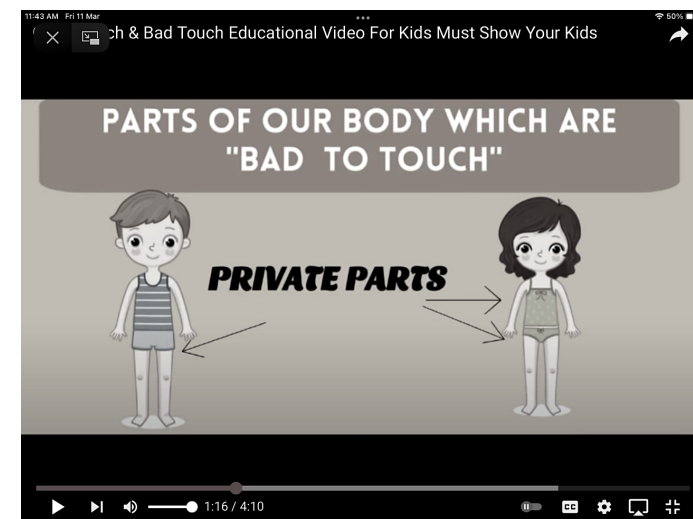 11:43 AM Fri 11 Mar
50%
ch & Bad Touch Educational Video For Kids Must Show Your Kids
PARTS OF OUR BODY WHICH ARE
"BAD TO TOUCH"
PRIVATE PARTS
1:16 / 4:10
CC